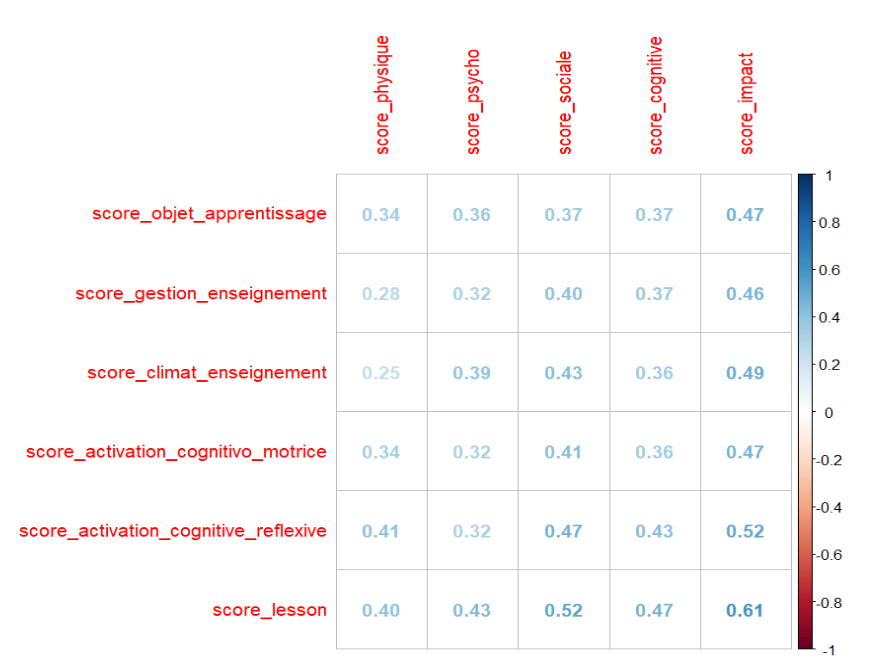 score_physique
score_psycho
score_sociale
score_cognitive
score_impact
score_objet_apprentissage 0.34 0.36 0.37 0.37 0.47
score_gestion_enseignement 0.28 0.32 0.40 0.37 0.46
score_climat_enseignement 0.25 0.39 0.43 0.36 0.49
score_activation_cognitivo_motrice 0.34 0.32 0.41 0.36 0.47
score_activation_cognitive_reflexive 0.41 0.32 0.47 0.43 0.52
score_lesson 0.40 0.43 0.52 0.47 0.61
1
0.8
0.6
0.4
0.2
0
-0.2
-0.4
-0.6
-0.8
-1